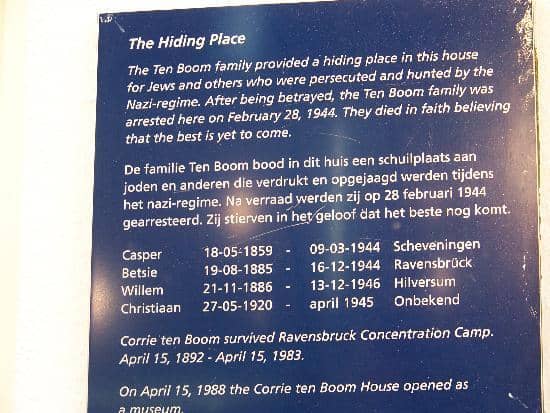 The Hiding Place
The Ten Boom family provided a hiding place in this house
for Jews and others who were persecuted and hunted by the
Nazi-regime. After being betrayed, the Ten Boom family was
arrested here on February 28, 1944. They died in faith believing
that the best is yet to come.
De familie Ten Boom bood in dit huis een schuilplaats aan
joden en anderen die verdrukt en opgejaagd werden tijdens
het nazi-regime. Na verraad werden zij op 28 februari 1944
gearresteerd. Zij stierven in het geloof dat het beste nog komt.
Casper 18-05-1859 - 09-03-1944 Scheveningen
Betsie 19-08-1885 - 16-12-1944 Ravensbrück
Willem 21-11-1886 - 13-12-1946 Hilversum
Christiaan 27-05-1920 - april 1945 Onbekend
Corrie ten Boom survived Ravensbruck Concentration Camp.
April 15, 1892 - April 15, 1983.
On April 15, 1988 the Corrie ten Boom House opened as
a museum.